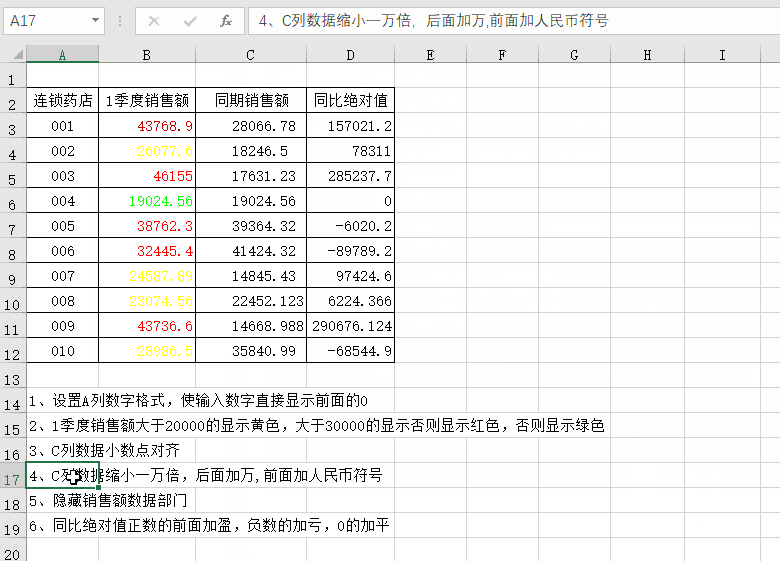 A17 fx 4、C列数据缩小一万倍，后面加万,前面加人民币符号
A B C D E F G H I
1
2 连锁药店 1季度销售额 同期销售额 同比绝对值
3 001 43768.9 28066.78 157021.2
4 002 26077.6 18246.5 78311
5 003 46155 17631.23 285237.7
6 004 19024.56 19024.56 0
7 005 38762.3 39364.32 -6020.2
8 006 32445.4 41424.32 -89789.2
9 007 24587.89 14845.43 97424.6
10 008 23074.56 22452.123 6224.366
11 009 43736.6 14668.988 290676.124
12 010 28986.5 35840.99 -68544.9
13
14 1、设置A列数字格式，使输入数字直接显示前面的0
15 2、1季度销售额大于20000的显示黄色，大于30000的显示否则显示红色，否则显示绿色
16 3、C列数据小数点对齐
17 4、C列数据缩小一万倍，后面加万,前面加人民币符号
18 5、隐藏销售额数据部门
19 6、同比绝对值正数的前面加盈，负数的加亏，0的加平
20